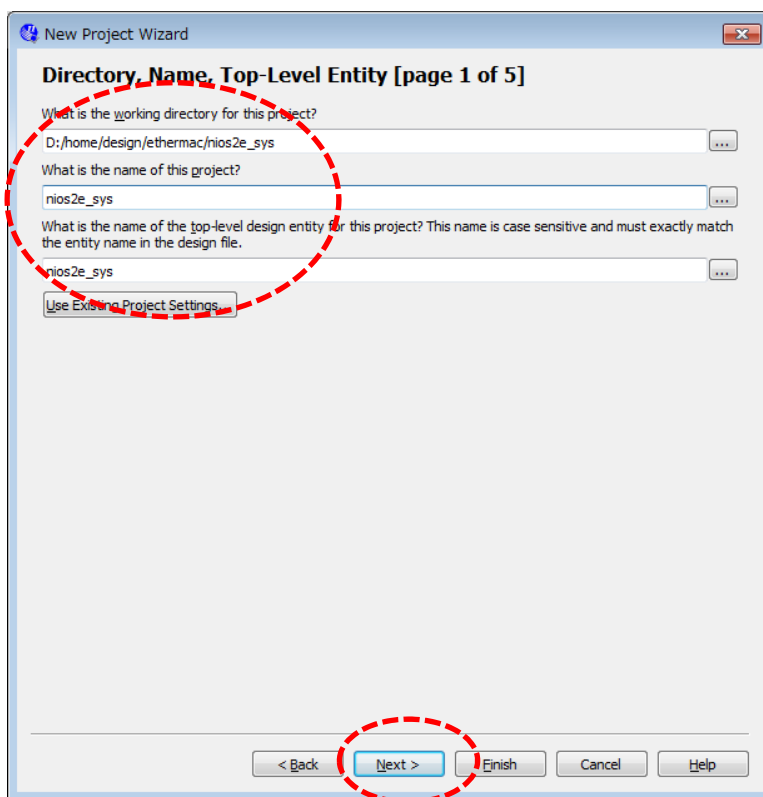 New Project Wizard
Directory, Name, Top-Level Entity [page 1 of 5]
What is the working directory for this project?
D:/home/design/ethermac/nios2e_sys
...
What is the name of this project?
nios2e_sys
...
What is the name of the top-level design entity for this project? This name is case sensitive and must exactly match
the entity name in the design file.
nios2e_sys
...
Use Existing Project Settings...
< Back
Next >
Finish
Cancel
Help